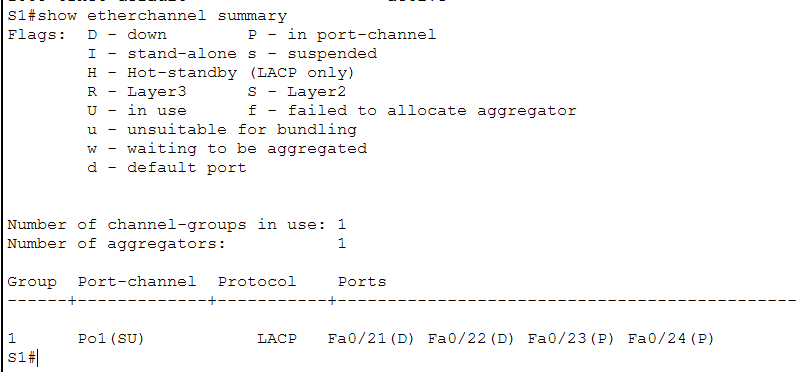 S1#show etherchannel summary
Flags:  D - down        P - in port-channel
        I - stand-alone s - suspended
        H - Hot-standby (LACP only)
        R - Layer3      S - Layer2
        U - in use      f - failed to allocate aggregator
        u - unsuitable for bundling
        w - waiting to be aggregated
        d - default port
Number of channel-groups in use: 1
Number of aggregators:           1
Group  Port-channel  Protocol    Ports
------+-------------+-----------+----------------------------------------------
1      Po1(SU)           LACP   Fa0/21(D) Fa0/22(D) Fa0/23(P) Fa0/24(P)
S1#